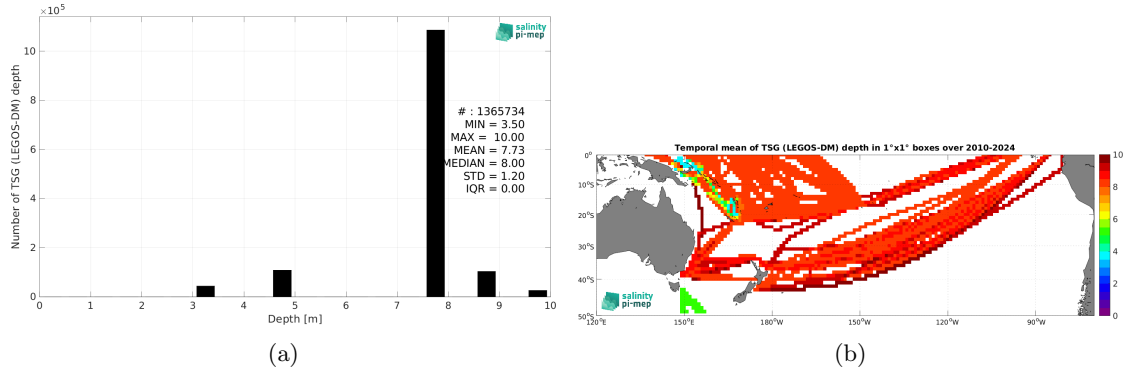 ×10⁵
10
8
6
4
2
0
Number of TSG (LEGOS-DM) depth
salinity
pi-mep
# : 1365734
MIN = 3.50
MAX = 10.00
MEAN = 7.73
MEDIAN = 8.00
STD = 1.20
IQR = 0.00
0 1 2 3 4 5 6 7 8 9 10
Depth [m]
(a)
Temporal mean of TSG (LEGOS-DM) depth in 1°x1° boxes over 2010-2024
0°
10°S
20°S
30°S
40°S
50°S
salinity
pi-mep
120°E 150°E 180°W 150°W 120°W 90°W
10
8
6
4
2
0
(b)